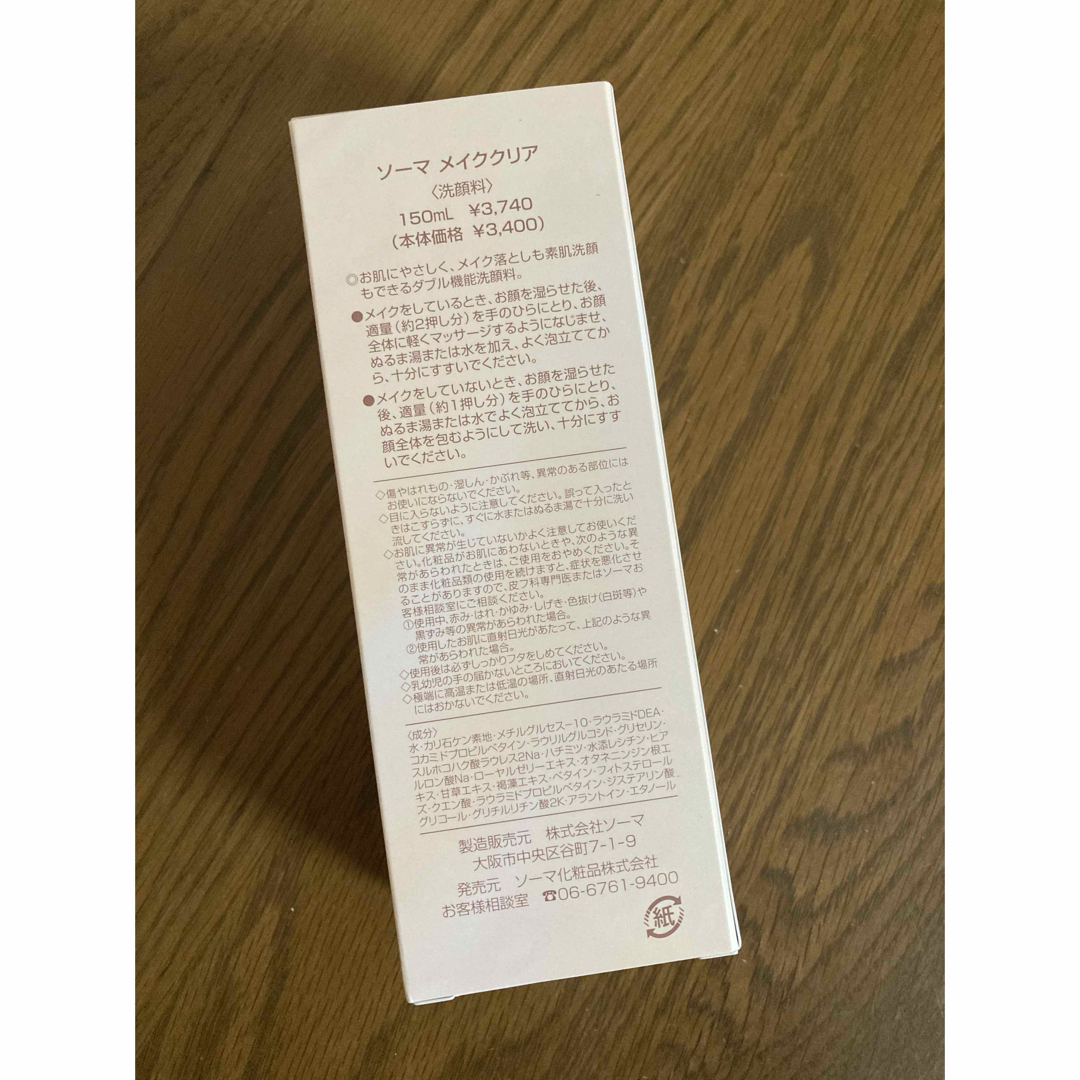 ソーマ メイククリア
〈洗顔料〉
150mL ¥3,740
（本体価格 ¥3,400）
◎お肌にやさしく、メイク落としも素肌洗顔
もできるダブル機能洗顔料。
●メイクをしているとき、お顔を湿らせた後、
適量（約2押し分）を手のひらにとり、お顔
全体に軽くマッサージするようになじませ、
ぬるま湯または水を加え、よく泡立ててか
ら、十分にすすいでください。
●メイクをしていないとき、お顔を湿らせた
後、適量（約1押し分）を手のひらにとり、
ぬるま湯または水でよく泡立ててから、お
顔全体を包むようにして洗い、十分にすす
いでください。
◇傷やはれもの・湿しん・かぶれ等、異常のある部位には
お使いにならないでください。
◇目に入らないように注意してください。誤って入ったと
きはこすらずに、すぐに水またはぬるま湯で十分に洗い
流してください。
◇お肌に異常が生じていないかよく注意してお使いくだ
さい。化粧品がお肌にあわないときや、次のような異
常があらわれたときは、ご使用をおやめください。そ
のまま化粧品類の使用を続けますと、症状を悪化させ
ることがありますので、皮フ科専門医またはソーマお
客様相談室にご相談ください。
①使用中、赤み・はれ・かゆみ・しげき・色抜け（白斑等）や
黒ずみ等の異常があらわれた場合。
②使用したお肌に直射日光があたって、上記のような異
常があらわれた場合。
◇使用後は必ずしっかりフタをしめてください。
◇乳幼児の手の届かないところにおいてください。
◇極端に高温または低温の場所、直射日光のあたる場所
にはおかないでください。
〈成分〉
水・カリ石ケン素地・メチルグルセス-10・ラウラミドDEA・
コカミドプロピルベタイン・ラウリルグルコシド・グリセリン・
スルホコハク酸ラウレス2Na・ハチミツ・水添レシチン・ヒア
ルロン酸Na・ローヤルゼリーエキス・オタネニンジン根エ
キス・甘草エキス・褐藻エキス・ベタイン・フィトステロール
ズ・クエン酸・ラウラミドプロピルベタイン・ジステアリン酸
グリコール・グリチルリチン酸2K・アラントイン・エタノール
製造販売元 株式会社ソーマ
大阪市中央区谷町7-1-9
発売元 ソーマ化粧品株式会社
お客様相談室 ☎06-6761-9400
紙